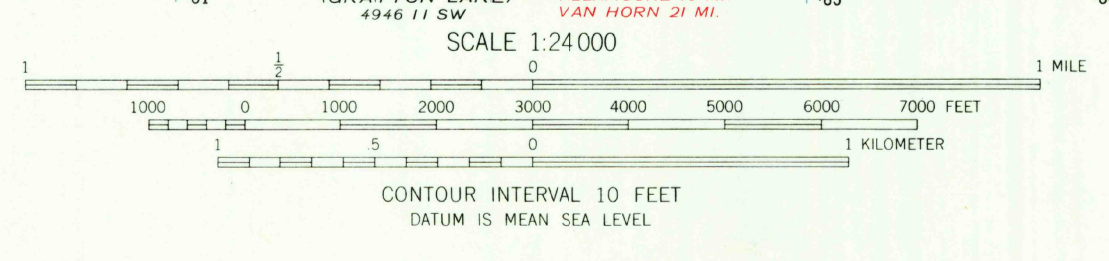 4946 II SW
VAN HORN 21 MI.
SCALE 1:24 000
1 1/2 0 1 MILE
1000 0 1000 2000 3000 4000 5000 6000 7000 FEET
1 .5 0 1 KILOMETER
CONTOUR INTERVAL 10 FEET
DATUM IS MEAN SEA LEVEL